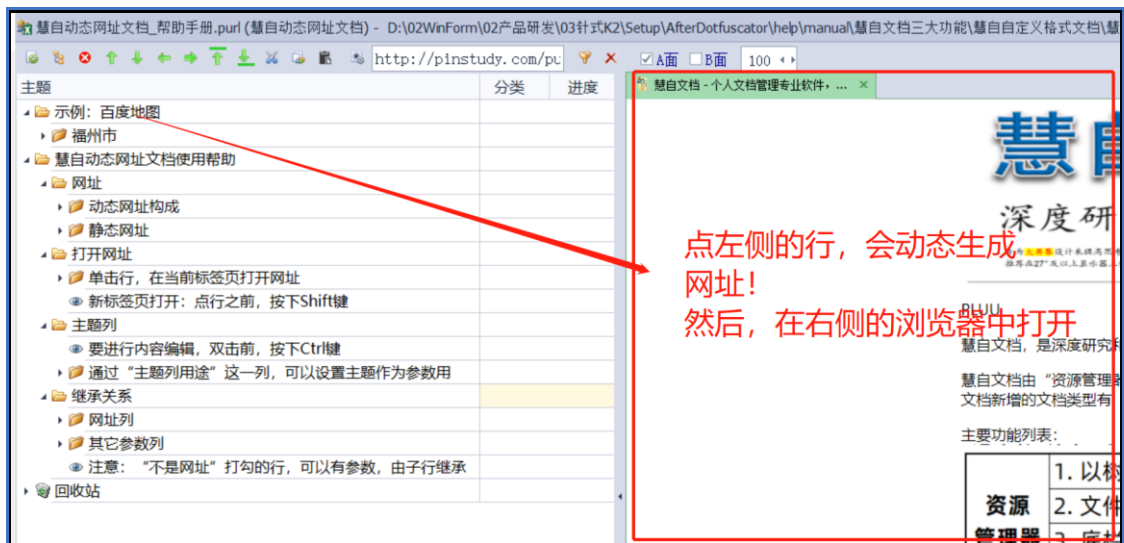 慧自动态网址文档_帮助手册.purl (慧自动态网址文档) - D:\02WinForm\02产品研发\03针式K2\Setup\AfterDotfuscator\help\manual\慧自文档三大功能\慧自自定义格式文档\慧
http://pinstudy.com/pu
A面
B面
100
主题 分类 进度
慧自文档 - 个人文档管理专业软件，...
示例：百度地图
福州市
慧自动态网址文档使用帮助
网址
动态网址构成
静态网址
打开网址
单击行，在当前标签页打开网址
新标签页打开：点行之前，按下Shift键
主题列
要进行内容编辑，双击前，按下Ctrl键
通过“主题列用途”这一列，可以设置主题作为参数用
继承关系
网址列
其它参数列
注意：“不是网址”打勾的行，可以有参数，由子行继承
回收站
慧自
深度研
点左侧的行，会动态生成
网址！
然后，在右侧的浏览器中打开
慧自文档，是深度研究
慧自文档由“资源管理器
文档新增的文档类型有
主要功能列表：
资源
管理器
1. 以树
2. 文件